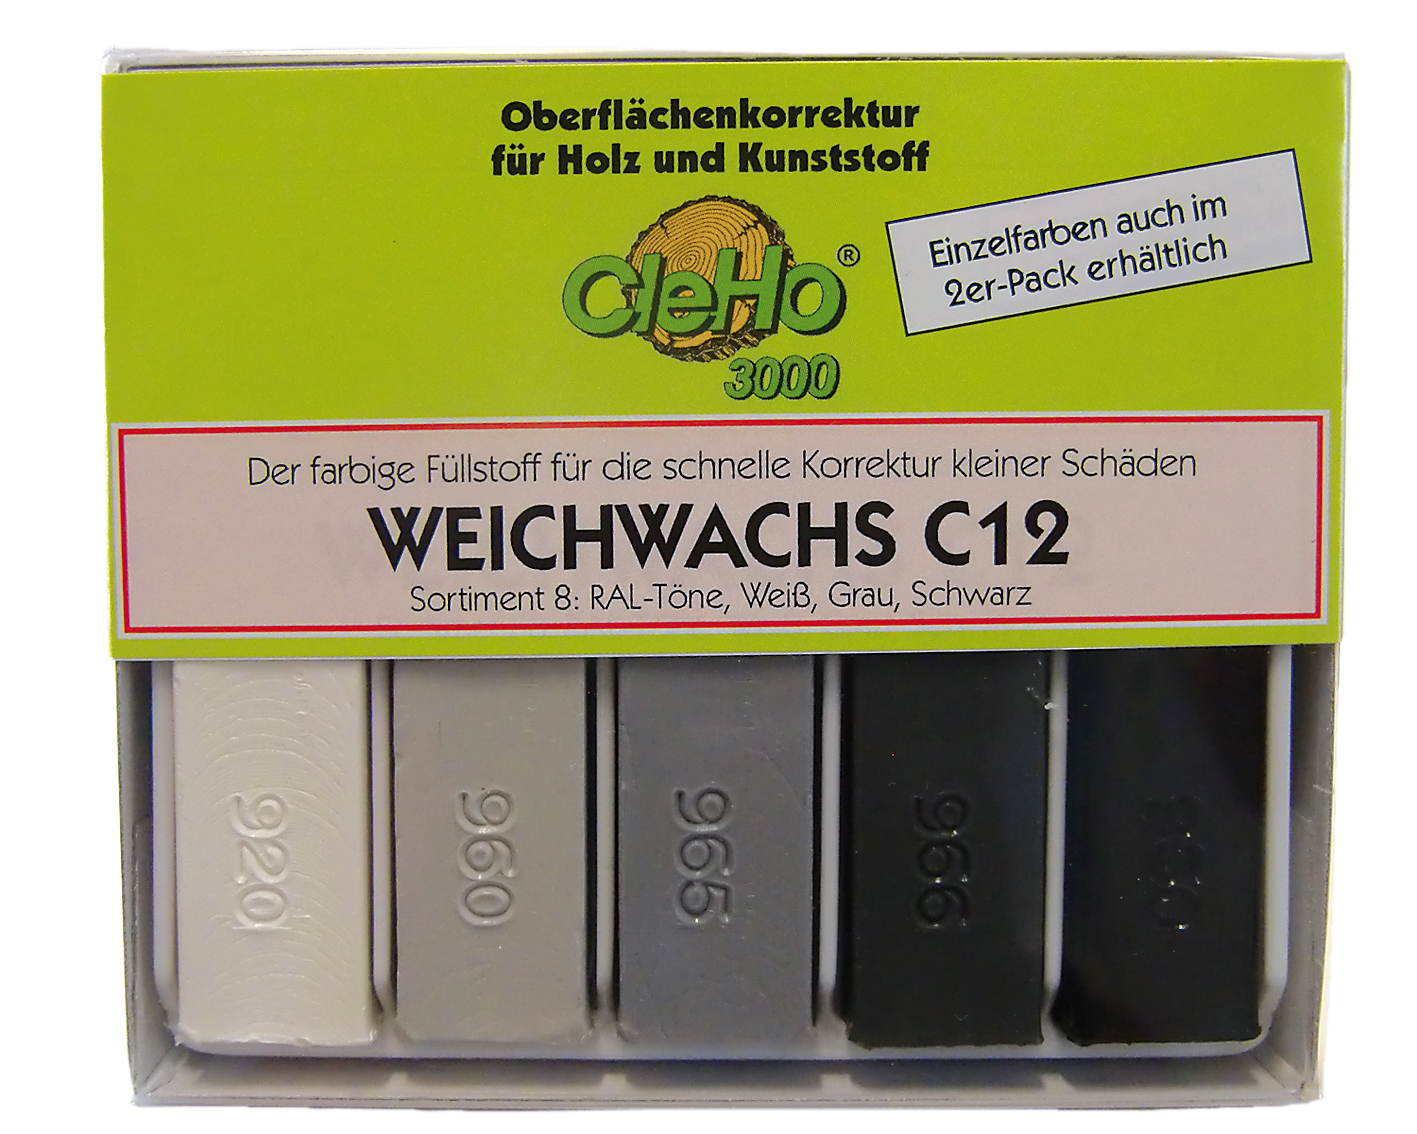 Oberflächenkorrektur
für Holz und Kunststoff
CleHo®
3000
Einzelfarben auch im
2er-Pack erhältlich
Der farbige Füllstoff für die schnelle Korrektur kleiner Schäden
WEICHWACHS C12
Sortiment 8: RAL-Töne, Weiß, Grau, Schwarz
920
960
965
966